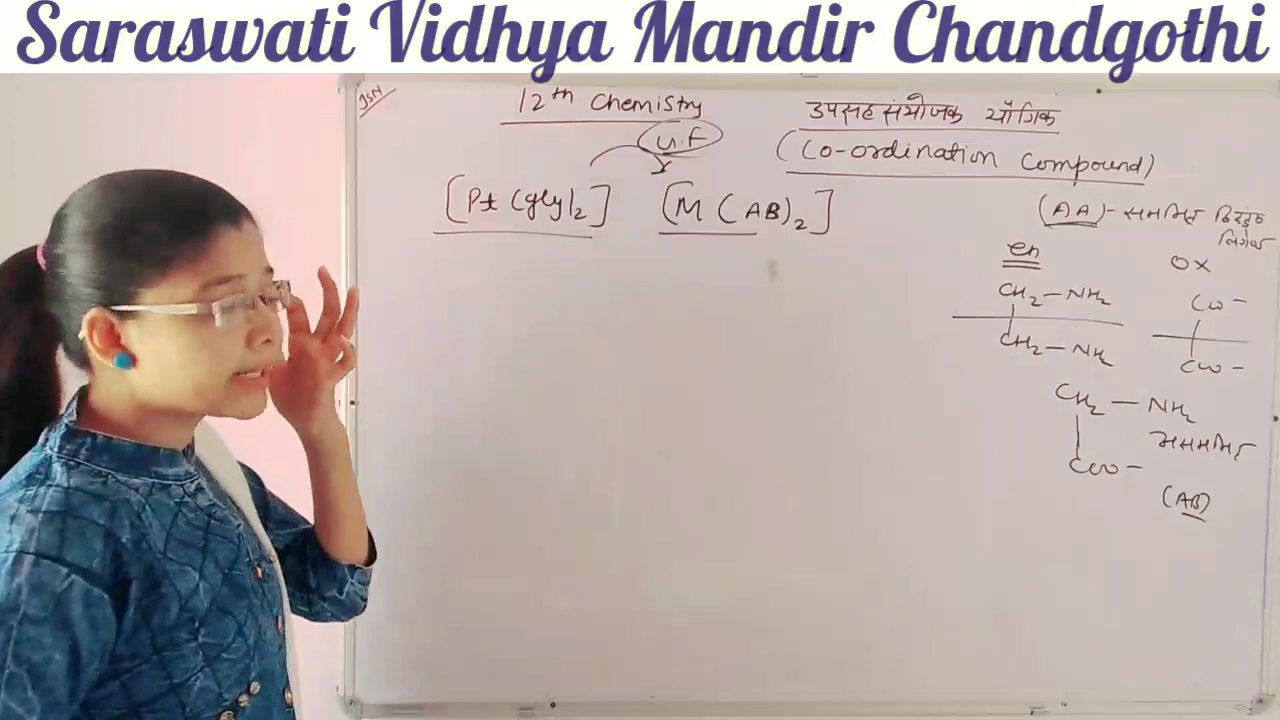 Saraswati Vidhya Mandir Chandgothi
JSN
12th Chemistry
उपसहसंयोजक यौगिक
(Co-ordination Compound)
u.f
[Pt (gly)2]
[M (AB)2]
(AA) - सममित द्विदंतुक
लिगेंड
en
ox
CH2 - NH2
CH2 - NH2
COO -
COO -
CH2 - NH2
COO -
असममित
(AB)